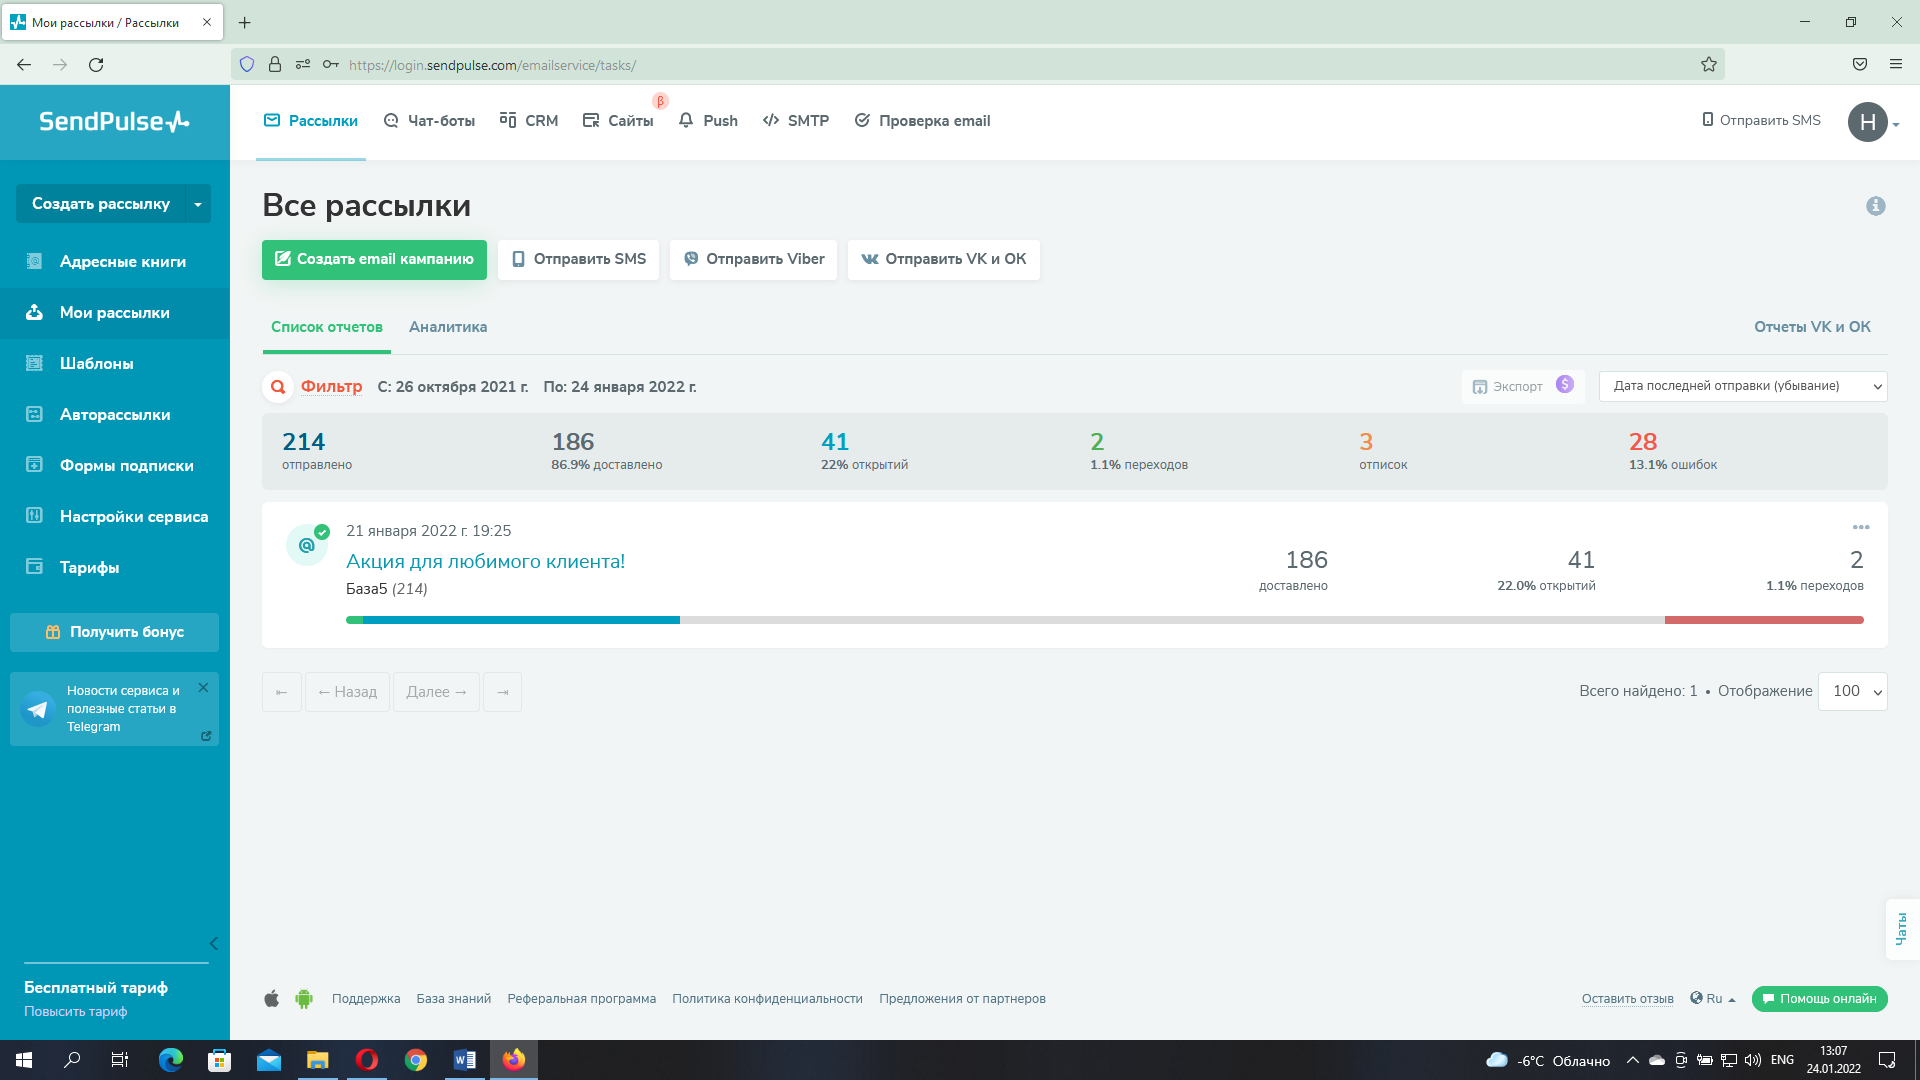 Мои рассылки / Рассылки
https://login.sendpulse.com/emailservice/tasks/
SendPulse
Рассылки
Чат-боты
CRM
Сайты
β
Push
SMTP
Проверка email
Отправить SMS
H
Создать рассылку
Адресные книги
Мои рассылки
Шаблоны
Авторассылки
Формы подписки
Настройки сервиса
Тарифы
Получить бонус
Новости сервиса и
полезные статьи в
Telegram
Бесплатный тариф
Повысить тариф
Все рассылки
Создать email кампанию
Отправить SMS
Отправить Viber
Отправить VK и OK
Список отчетов
Аналитика
Отчеты VK и OK
Фильтр
С: 26 октября 2021 г. По: 24 января 2022 г.
Экспорт
$
Дата последней отправки (убывание)
214
отправлено
186
86.9% доставлено
41
22% открытий
2
1.1% переходов
3
отписок
28
13.1% ошибок
21 января 2022 г. 19:25
Акция для любимого клиента!
База5 (214)
186
доставлено
41
22.0% открытий
2
1.1% переходов
⇤
← Назад
Далее →
⇥
Всего найдено: 1 • Отображение
100
Чаты
Поддержка
База знаний
Реферальная программа
Политика конфиденциальности
Предложения от партнеров
Оставить отзыв
Ru
Помощь онлайн
-6°C Облачно
ENG
13:07
24.01.2022